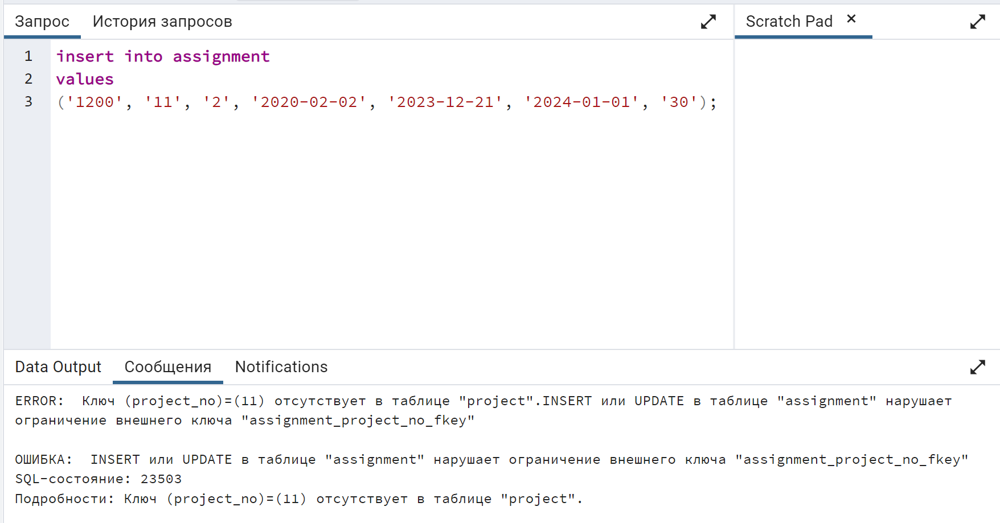 Запрос История запросов Scratch Pad ×
1 insert into assignment
2 values
3 ('1200', '11', '2', '2020-02-02', '2023-12-21', '2024-01-01', '30');
Data Output Сообщения Notifications
ERROR:  Ключ (project_no)=(11) отсутствует в таблице "project".INSERT или UPDATE в таблице "assignment" нарушает
ограничение внешнего ключа "assignment_project_no_fkey"
ОШИБКА:  INSERT или UPDATE в таблице "assignment" нарушает ограничение внешнего ключа "assignment_project_no_fkey"
SQL-состояние: 23503
Подробности: Ключ (project_no)=(11) отсутствует в таблице "project".